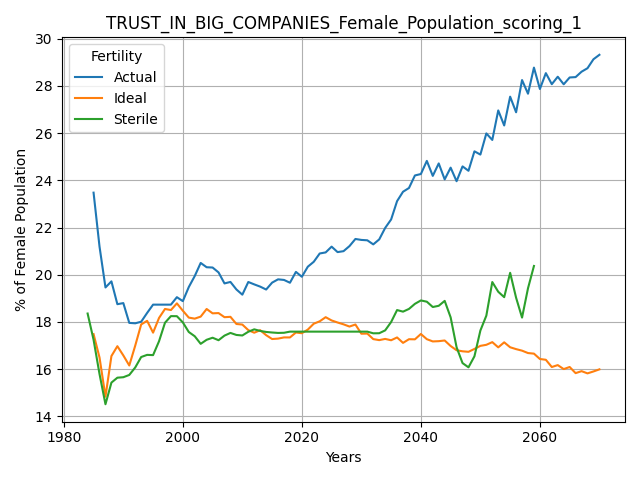 TRUST_IN_BIG_COMPANIES_Female_Population_scoring_1
Fertility
Actual
Ideal
Sterile
% of Female Population
30
28
26
24
22
20
18
16
14
1980
2000
2020
2040
2060
Years